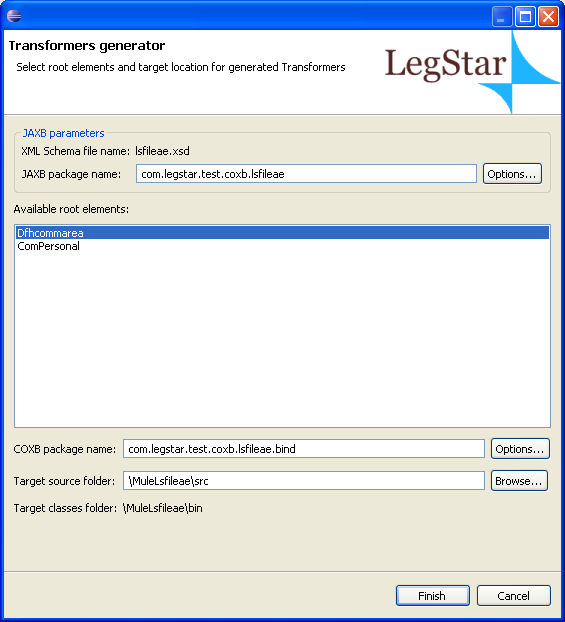 Transformers generator
Select root elements and target location for generated Transformers
LegStar
JAXB parameters
XML Schema file name: lsfileae.xsd
JAXB package name: com.legstar.test.coxb.lsfileae Options...
Available root elements:
Dfhcommarea
ComPersonal
COXB package name: com.legstar.test.coxb.lsfileae.bind Options...
Target source folder: \MuleLsfileae\src Browse...
Target classes folder: \MuleLsfileae\bin
Finish Cancel